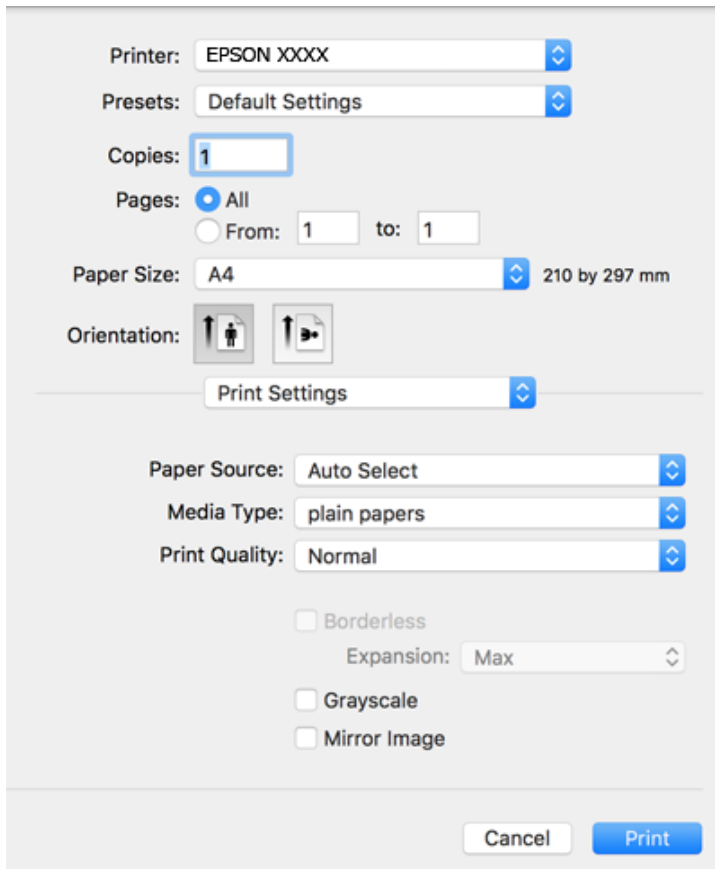 Printer: EPSON XXXX
Presets: Default Settings
Copies: 1
Pages: All
From: 1 to: 1
Paper Size: A4 210 by 297 mm
Orientation:
Print Settings
Paper Source: Auto Select
Media Type: plain papers
Print Quality: Normal
Borderless
Expansion: Max
Grayscale
Mirror Image
Cancel Print